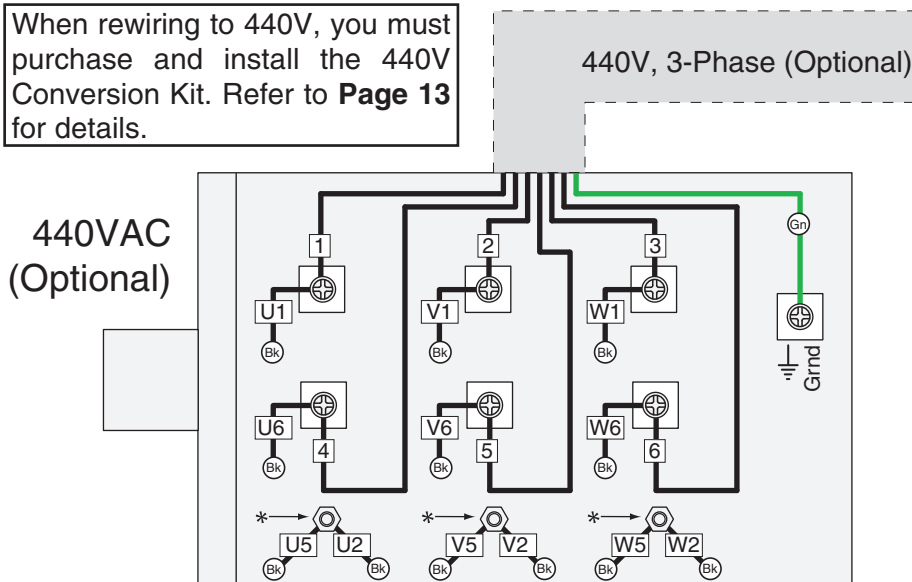 When rewiring to 440V, you must
purchase and install the 440V
Conversion Kit. Refer to Page 13
for details.
440V, 3-Phase (Optional)
440VAC
(Optional)
Gn
1 2 3
U1 V1 W1
Grnd
Bk Bk Bk
U6 V6 W6
4 5 6
Bk Bk Bk
* * *
U5 U2 V5 V2 W5 W2
Bk Bk Bk Bk Bk Bk